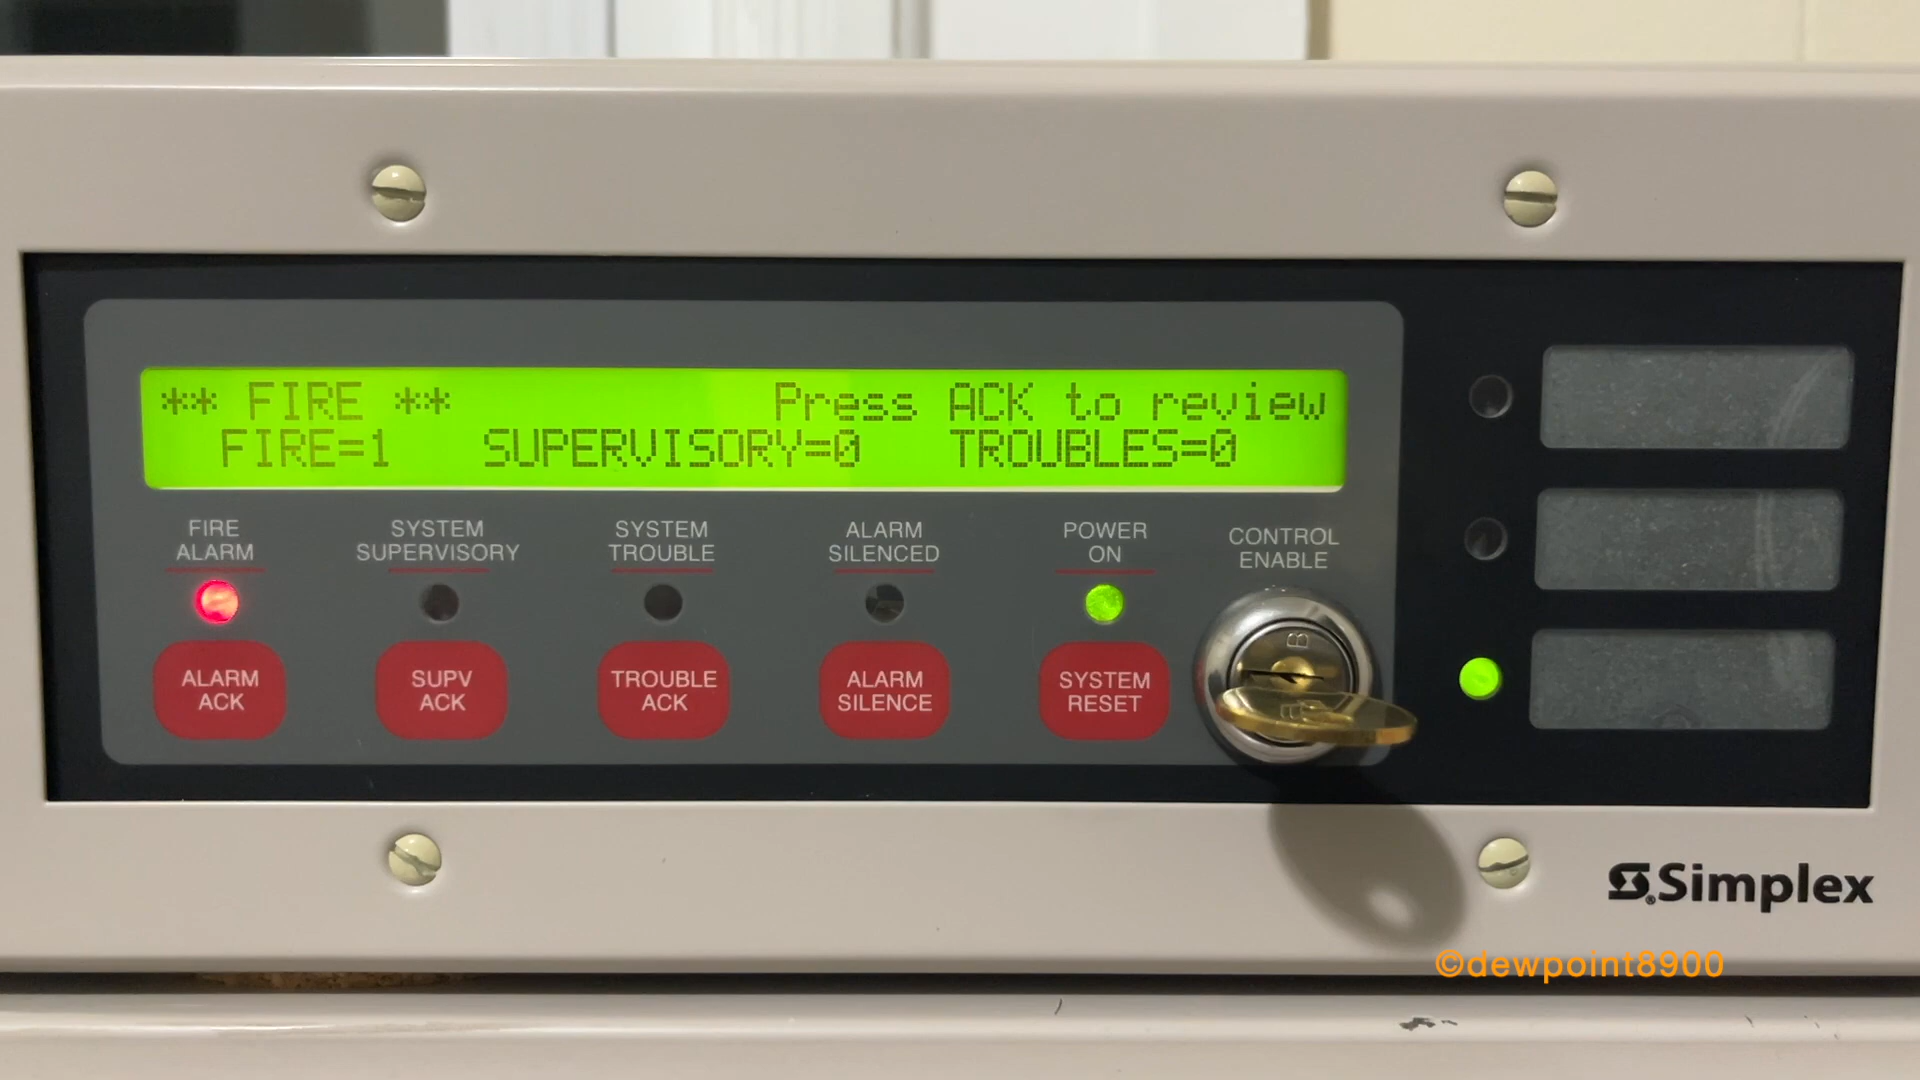 ** FIRE ** Press ACK to review
FIRE=1 SUPERVISORY=0 TROUBLES=0
FIRE
ALARM
SYSTEM
SUPERVISORY
SYSTEM
TROUBLE
ALARM
SILENCED
POWER
ON
CONTROL
ENABLE
ALARM
ACK
SUPV
ACK
TROUBLE
ACK
ALARM
SILENCE
SYSTEM
RESET
B
Simplex
©dewpoint8900